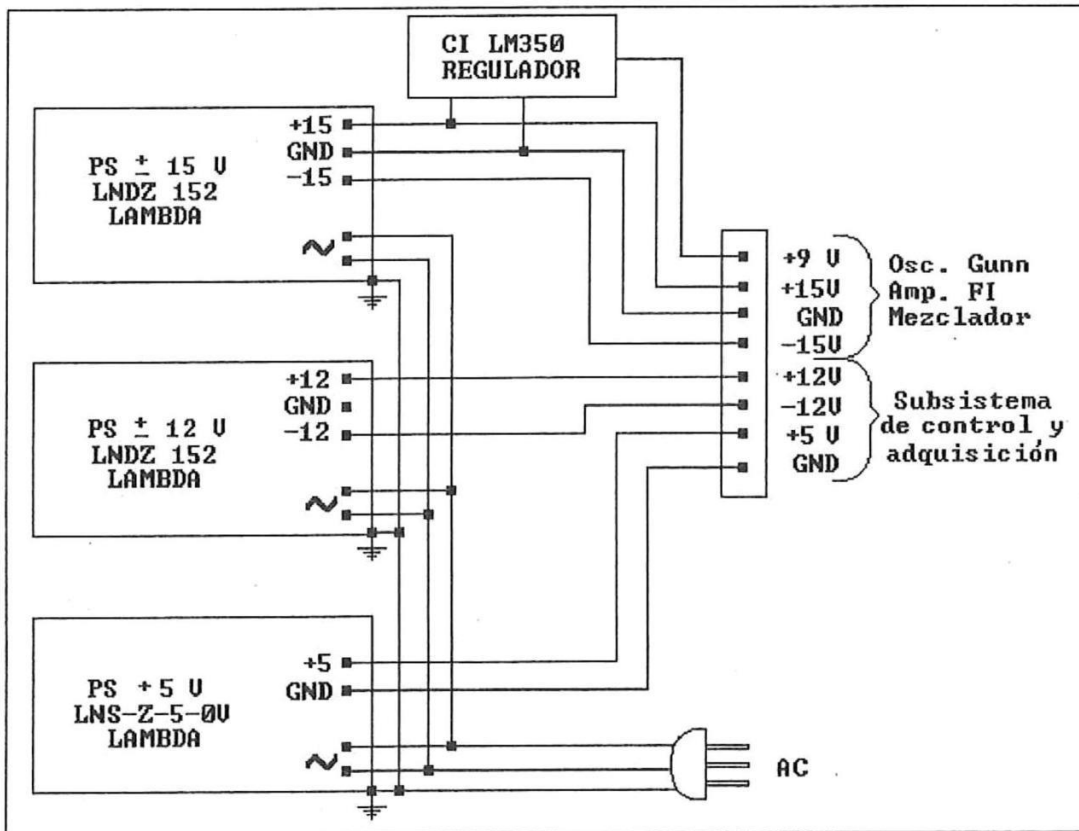 CI LM350
REGULADOR
+15
GND
-15
PS ± 15 V
LNDZ 152
LAMBDA
~
+9 V
+15V
GND
-15V
Osc. Gunn
Amp. FI
Mezclador
+12
GND
-12
PS ± 12 V
LNDZ 152
LAMBDA
~
+12V
-12V
+5 V
GND
Subsistema
de control y
adquisición
+5
GND
PS +5 V
LNS-Z-5-0V
LAMBDA
~
AC